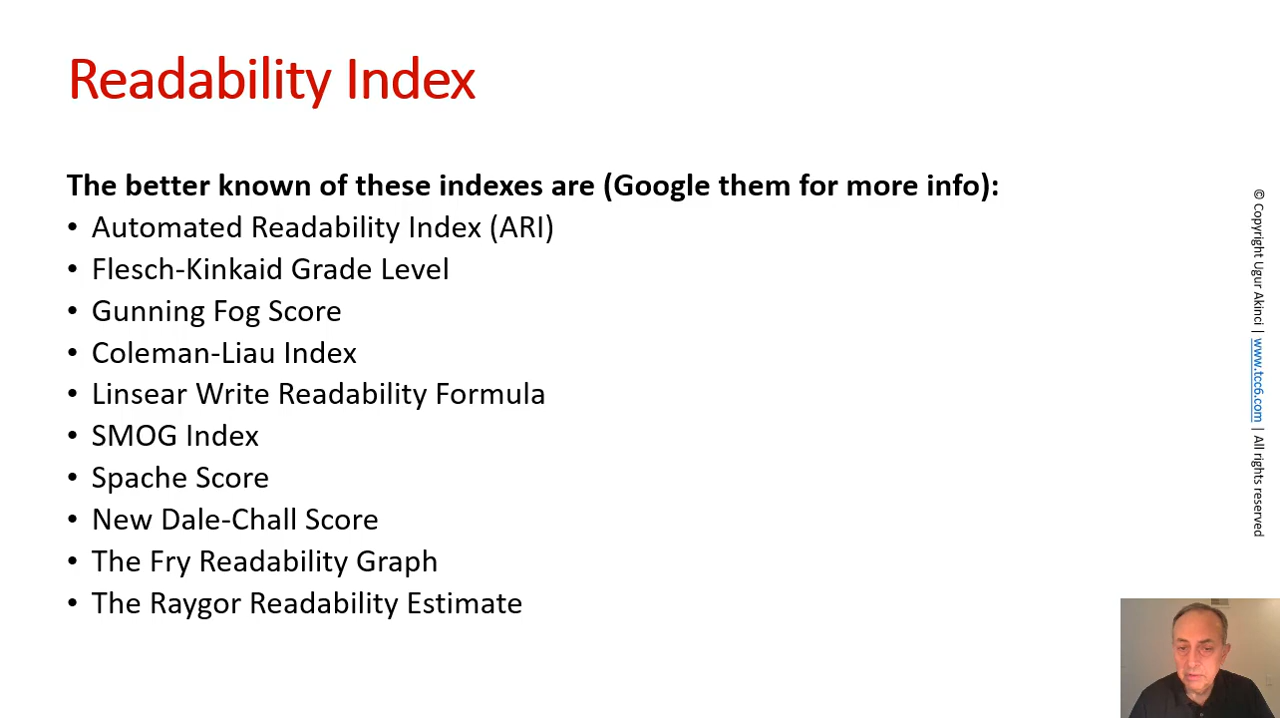 Readability Index
The better known of these indexes are (Google them for more info):
• Automated Readability Index (ARI)
• Flesch-Kinkaid Grade Level
• Gunning Fog Score
• Coleman-Liau Index
• Linsear Write Readability Formula
• SMOG Index
• Spache Score
• New Dale-Chall Score
• The Fry Readability Graph
• The Raygor Readability Estimate
© Copyright Ugur Akinci | www.tcc6.com | All rights reserved